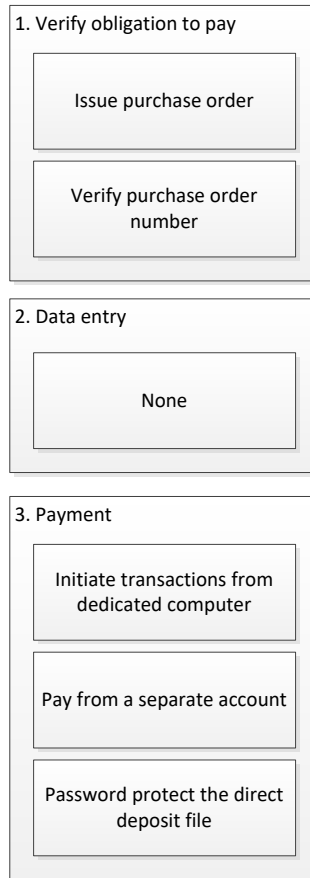 1. Verify obligation to pay
Issue purchase order
Verify purchase order
number
2. Data entry
None
3. Payment
Initiate transactions from
dedicated computer
Pay from a separate account
Password protect the direct
deposit file